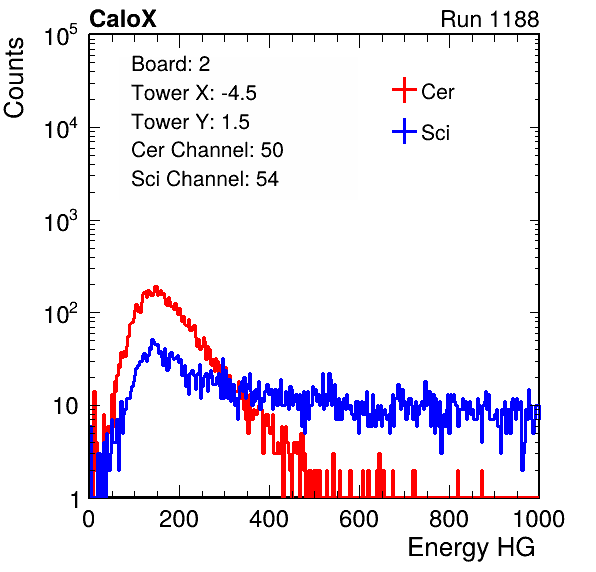 CaloX Run 1188
Counts
10^5
10^4
10^3
10^2
10
1
Board: 2
Tower X: -4.5
Tower Y: 1.5
Cer Channel: 50
Sci Channel: 54
Cer
Sci
0 200 400 600 800 1000
Energy HG